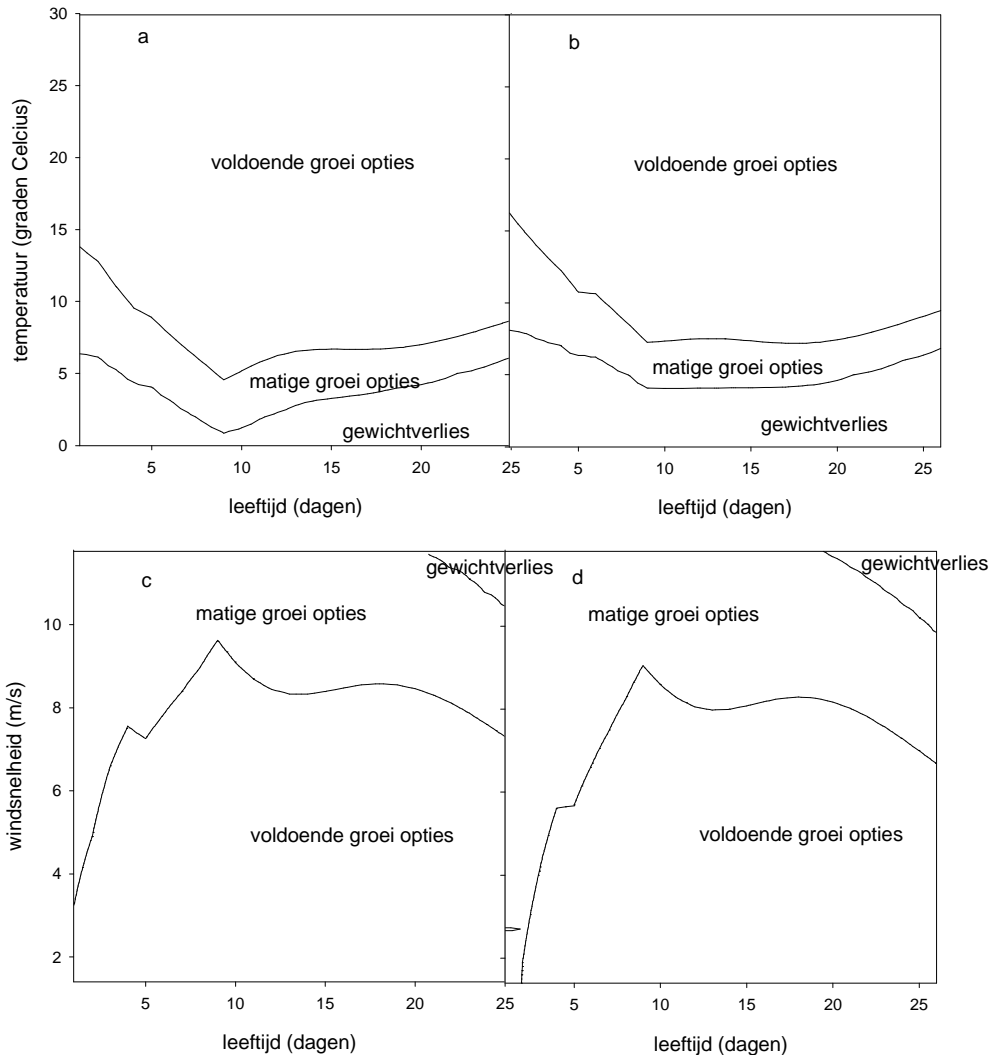 30
25
20
15
10
5
0
temperatuur (graden Celcius)
a
voldoende groei opties
matige groei opties
gewichtverlies
5 10 15 20 25
leeftijd (dagen)
b
voldoende groei opties
matige groei opties
gewichtverlies
5 10 15 20 25
leeftijd (dagen)
10
8
6
4
2
windsnelheid (m/s)
c
gewichtverlies
matige groei opties
voldoende groei opties
5 10 15 20 25
leeftijd (dagen)
d
gewichtverlies
matige groei opties
voldoende groei opties
5 10 15 20 25
leeftijd (dagen)